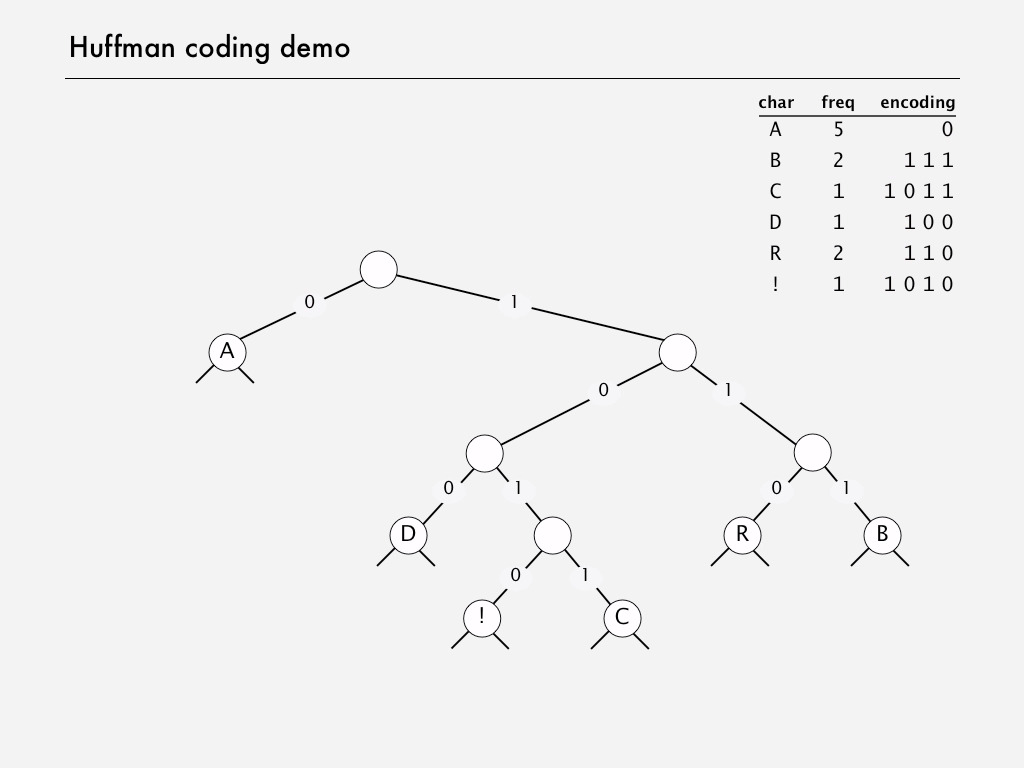 Huffman coding demo
char freq encoding
A 5 0
B 2 1 1 1
C 1 1 0 1 1
D 1 1 0 0
R 2 1 1 0
! 1 1 0 1 0
0 1
A
0 1
0 1 0 1
D R B
0 1
! C